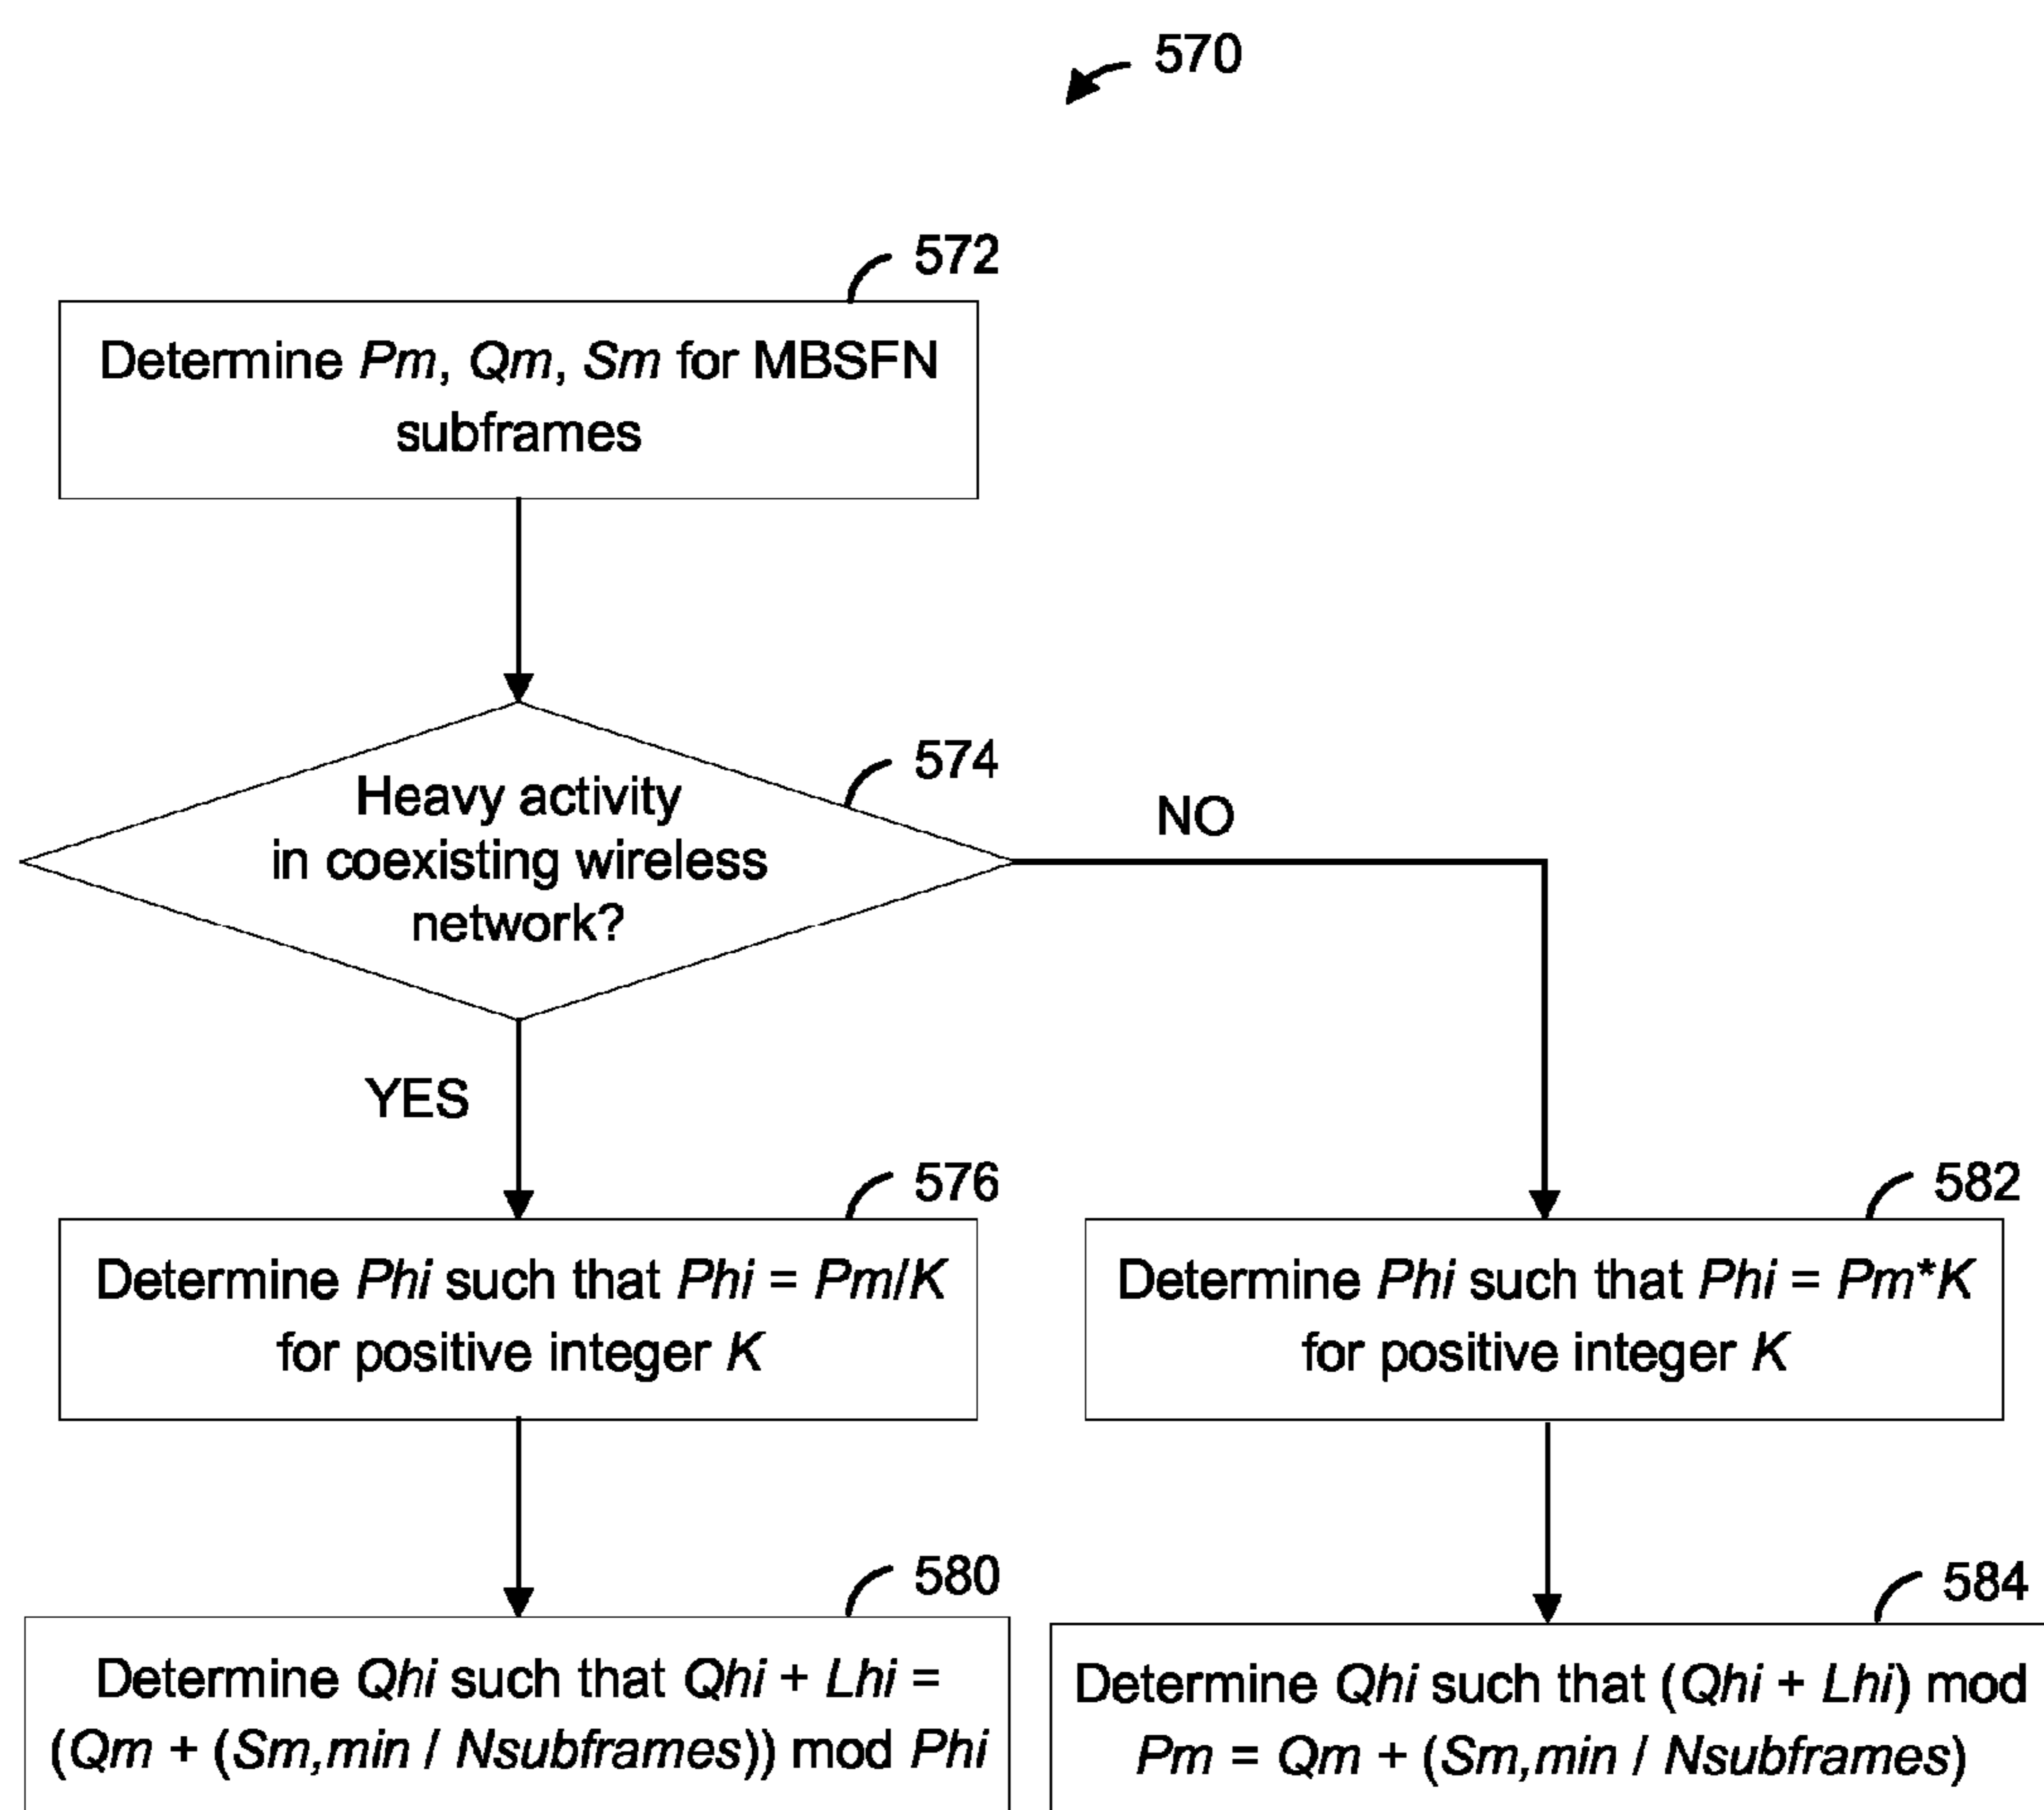 570
572
Determine Pm, Qm, Sm for MBSFN
subframes
574
Heavy activity
in coexisting wireless
network?
NO
YES
576
Determine Phi such that Phi = Pm/K
for positive integer K
582
Determine Phi such that Phi = Pm*K
for positive integer K
580
Determine Qhi such that Qhi + Lhi =
(Qm + (Sm,min / Nsubframes)) mod Phi
584
Determine Qhi such that (Qhi + Lhi) mod
Pm = Qm + (Sm,min / Nsubframes)